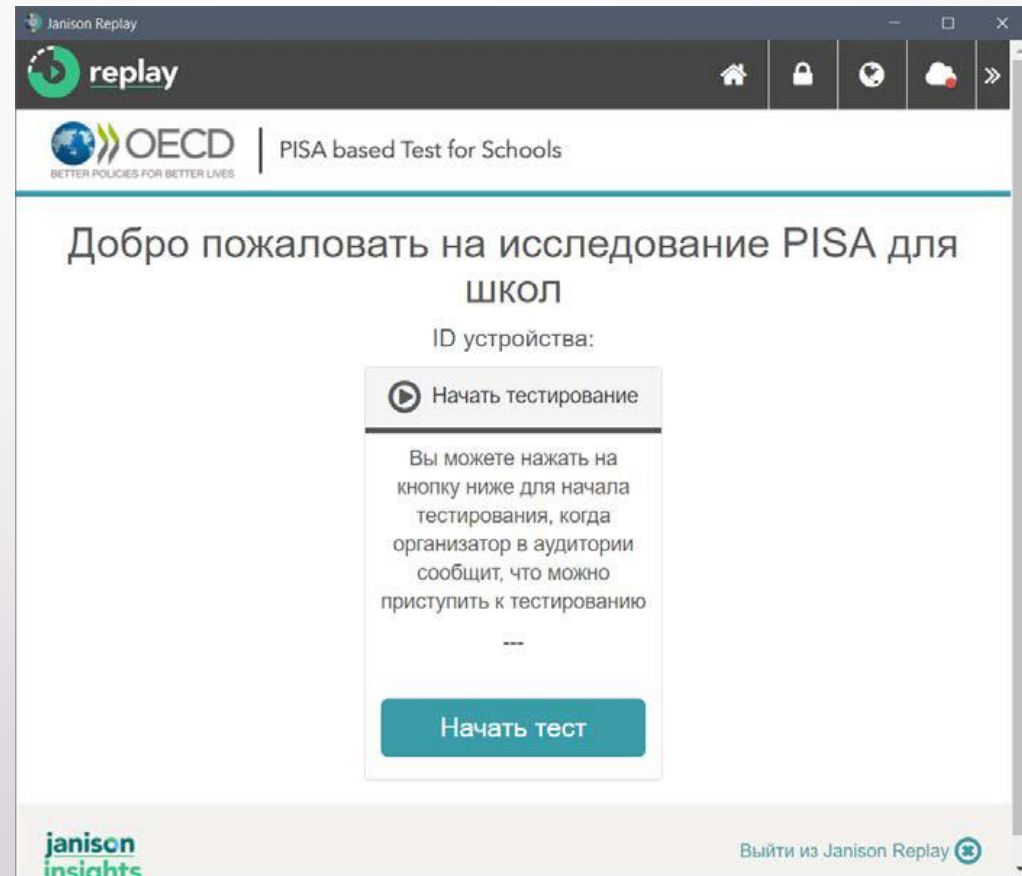 Janison Replay
replay
OECD
BETTER POLICIES FOR BETTER LIVES
PISA based Test for Schools
Добро пожаловать на исследование PISA для
школ
ID устройства:
Начать тестирование
Вы можете нажать на
кнопку ниже для начала
тестирования, когда
организатор в аудитории
сообщит, что можно
приступить к тестированию
---
Начать тест
janison
insights
Выйти из Janison Replay